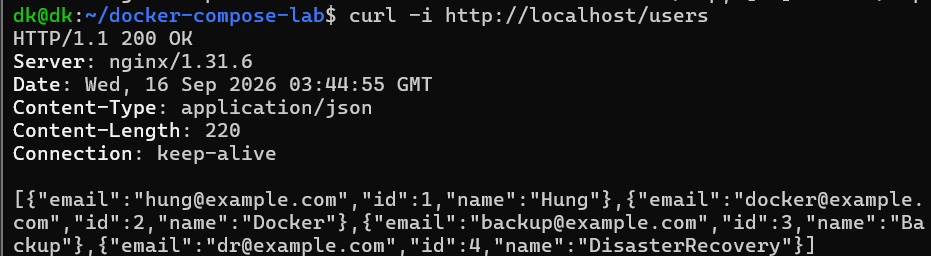 dk@dk:~/docker-compose-lab$ curl -i http://localhost/users
HTTP/1.1 200 OK
Server: nginx/1.31.6
Date: Wed, 16 Sep 2026 03:44:55 GMT
Content-Type: application/json
Content-Length: 220
Connection: keep-alive

[{"email":"hung@example.com","id":1,"name":"Hung"},{"email":"docker@example.
com","id":2,"name":"Docker"},{"email":"backup@example.com","id":3,"name":"Ba
ckup"},{"email":"dr@example.com","id":4,"name":"DisasterRecovery"}]